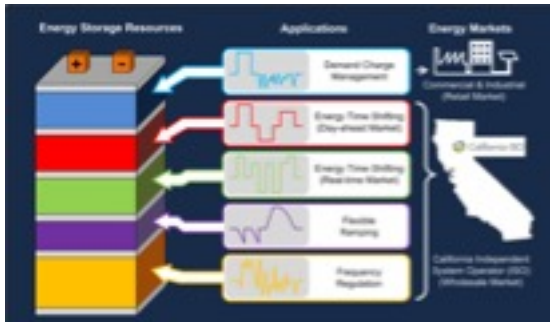 Energy Storage Resources
Applications
Energy Markets
+ -
Demand Charge
Management
Commercial & Industrial
(Retail Market)
Energy Time Shifting
(Day-ahead Market)
California ISO
Energy Time Shifting
(Real-time Market)
Flexible
Ramping
Frequency
Regulation
California Independent
System Operator (ISO)
(Wholesale Market)